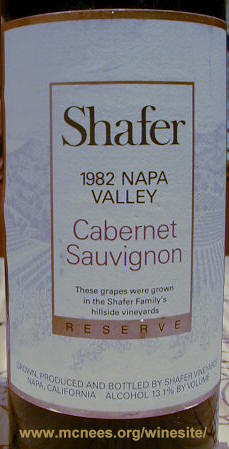 Shafer
1982 NAPA
VALLEY
Cabernet
Sauvignon
These grapes were grown
in the Shafer Family's
hillside vineyards
RESERVE
GROWN, PRODUCED AND BOTTLED BY SHAFER VINEYARDS
NAPA, CALIFORNIA ALCOHOL 13.1% BY VOLUME
www.mcnees.org/winesite/